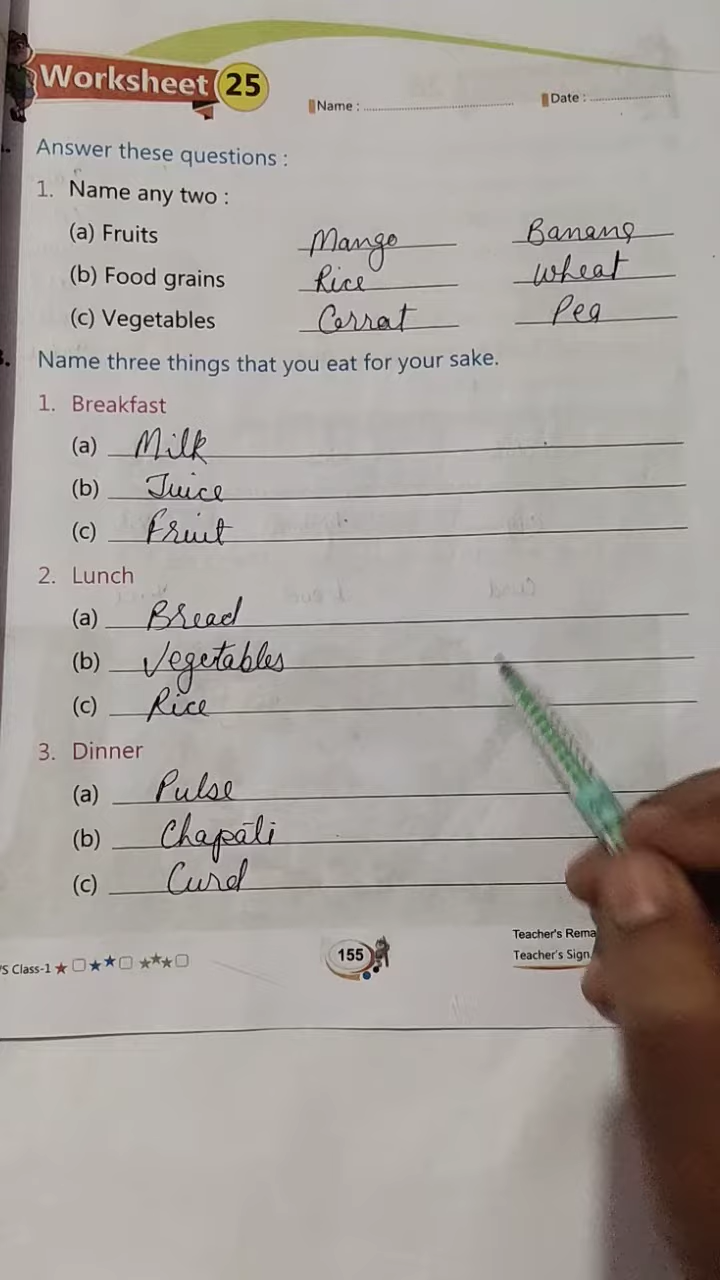 Worksheet 25
Name : Date :
Answer these questions :
1. Name any two :
(a) Fruits Mango Banana
(b) Food grains Rice Wheat
(c) Vegetables Carrot Pea
Name three things that you eat for your sake.
1. Breakfast
(a) Milk
(b) Juice
(c) Fruit
2. Lunch
(a) Bread
(b) Vegetables
(c) Rice
3. Dinner
(a) Pulse
(b) Chapāti
(c) Curd
S Class-1
155
Teacher's Rema
Teacher's Sign